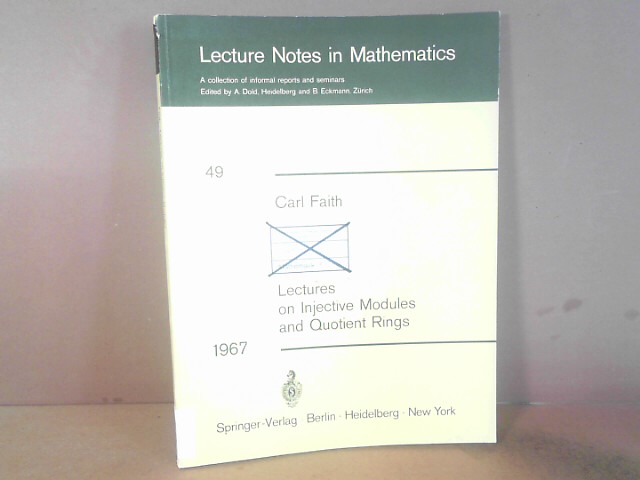 Lecture Notes in Mathematics
A collection of informal reports and seminars
Edited by A. Dold, Heidelberg and B. Eckmann, Zürich
49
Carl Faith
Lectures
on Injective Modules
and Quotient Rings
1967
Springer-Verlag Berlin · Heidelberg · New York